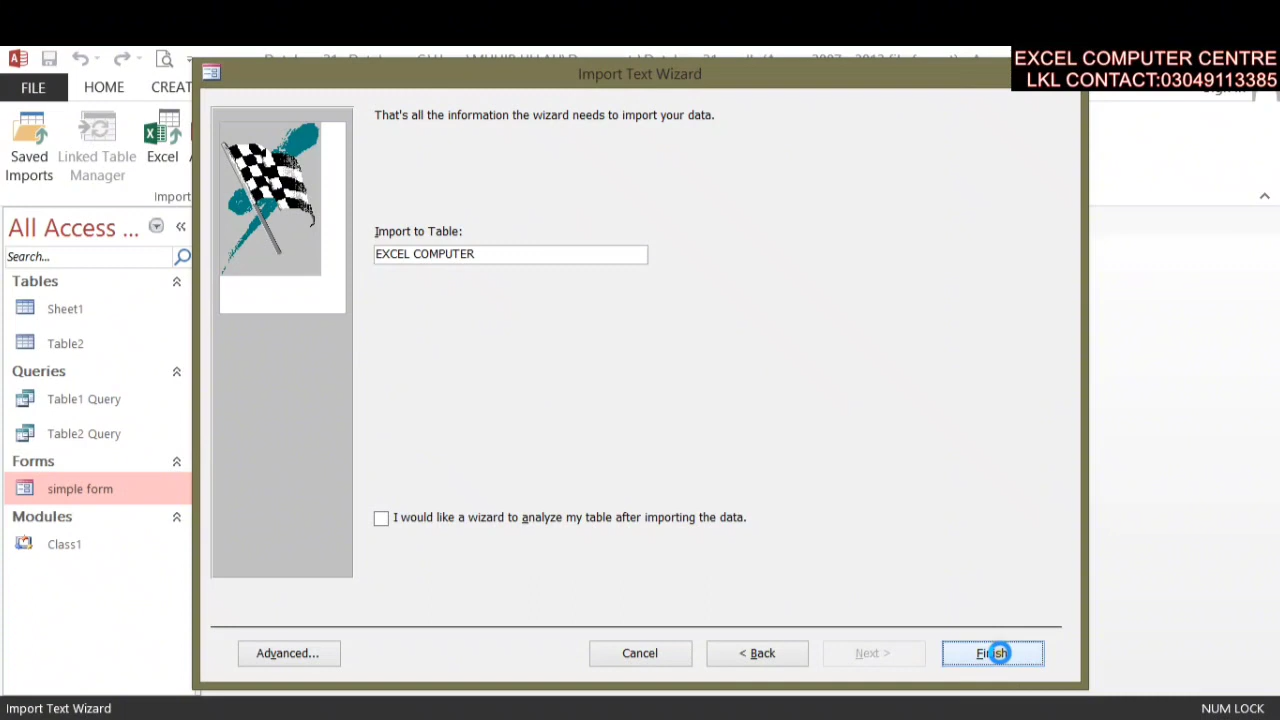 EXCEL COMPUTER CENTRE
LKL CONTACT:03049113385
Import Text Wizard
FILE
HOME
CREAT
Saved Imports
Linked Table Manager
Excel
Import
That's all the information the wizard needs to import your data.
All Access ...
Search...
Import to Table:
EXCEL COMPUTER
Tables
Sheet1
Table2
Queries
Table1 Query
Table2 Query
Forms
simple form
Modules
Class1
I would like a wizard to analyze my table after importing the data.
Advanced...
Cancel
< Back
Next >
Finish
Import Text Wizard
NUM LOCK